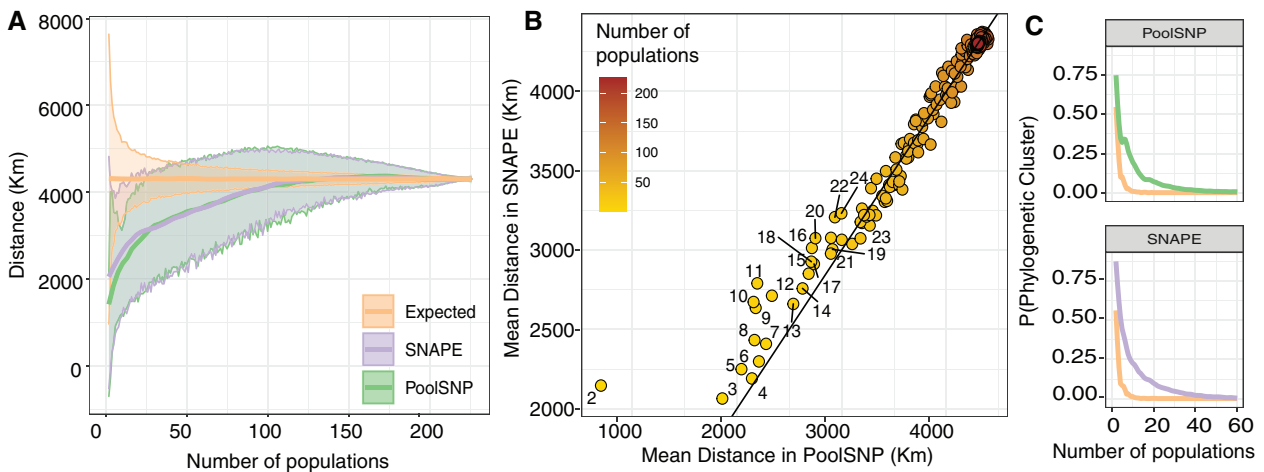 A
8000
6000
4000
2000
0
Distance (Km)
0 50 100 150 200
Number of populations
Expected
SNAPE
PoolSNP
B
Number of
populations
200
150
100
50
4000
3500
3000
2500
2000
Mean Distance in SNAPE (Km)
24
22
20
16
23
18
19
15
21
11
12
17
10
14
9
13
8
7
6
5
3
4
2
1000 2000 3000 4000
Mean Distance in PoolSNP (Km)
C
PoolSNP
0.75
0.50
0.25
0.00
SNAPE
0.75
0.50
0.25
0.00
P(Phylogenetic Cluster)
0 20 40 60
Number of populations